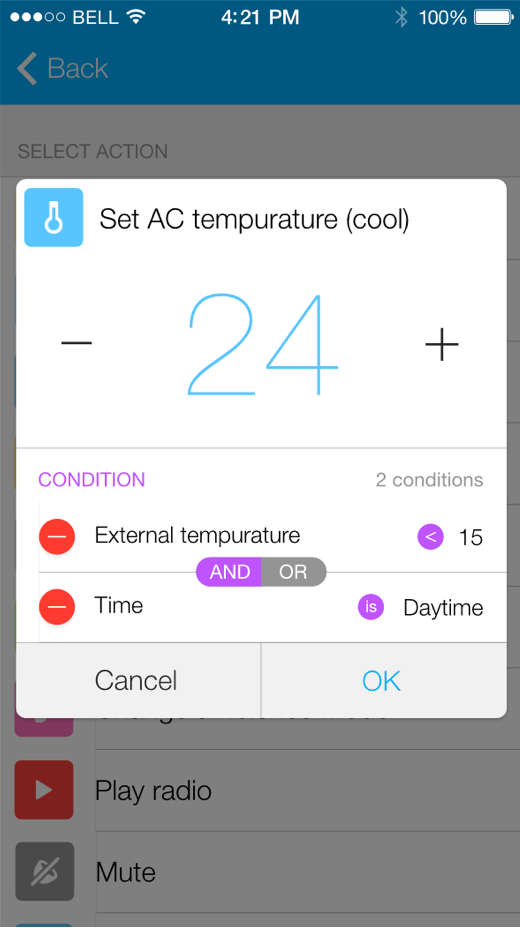 BELL 4:21 PM 100%
Back
SELECT ACTION
Set AC tempurature (cool)
− 24 +
CONDITION 2 conditions
External tempurature < 15
AND OR
Time is Daytime
Cancel OK
Play radio
Mute